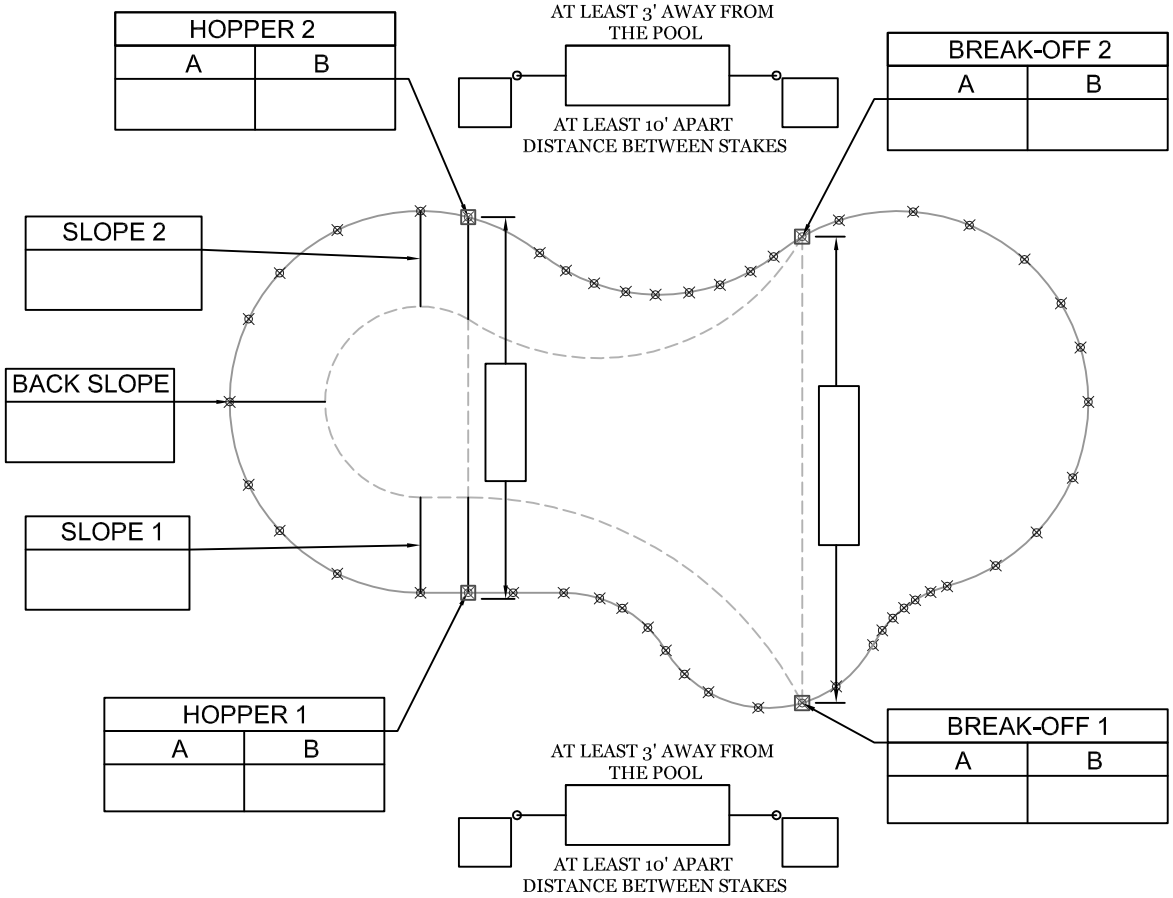 HOPPER 2
A B
AT LEAST 3' AWAY FROM
THE POOL
AT LEAST 10' APART
DISTANCE BETWEEN STAKES
BREAK-OFF 2
A B
SLOPE 2
BACK SLOPE
SLOPE 1
HOPPER 1
A B
AT LEAST 3' AWAY FROM
THE POOL
AT LEAST 10' APART
DISTANCE BETWEEN STAKES
BREAK-OFF 1
A B